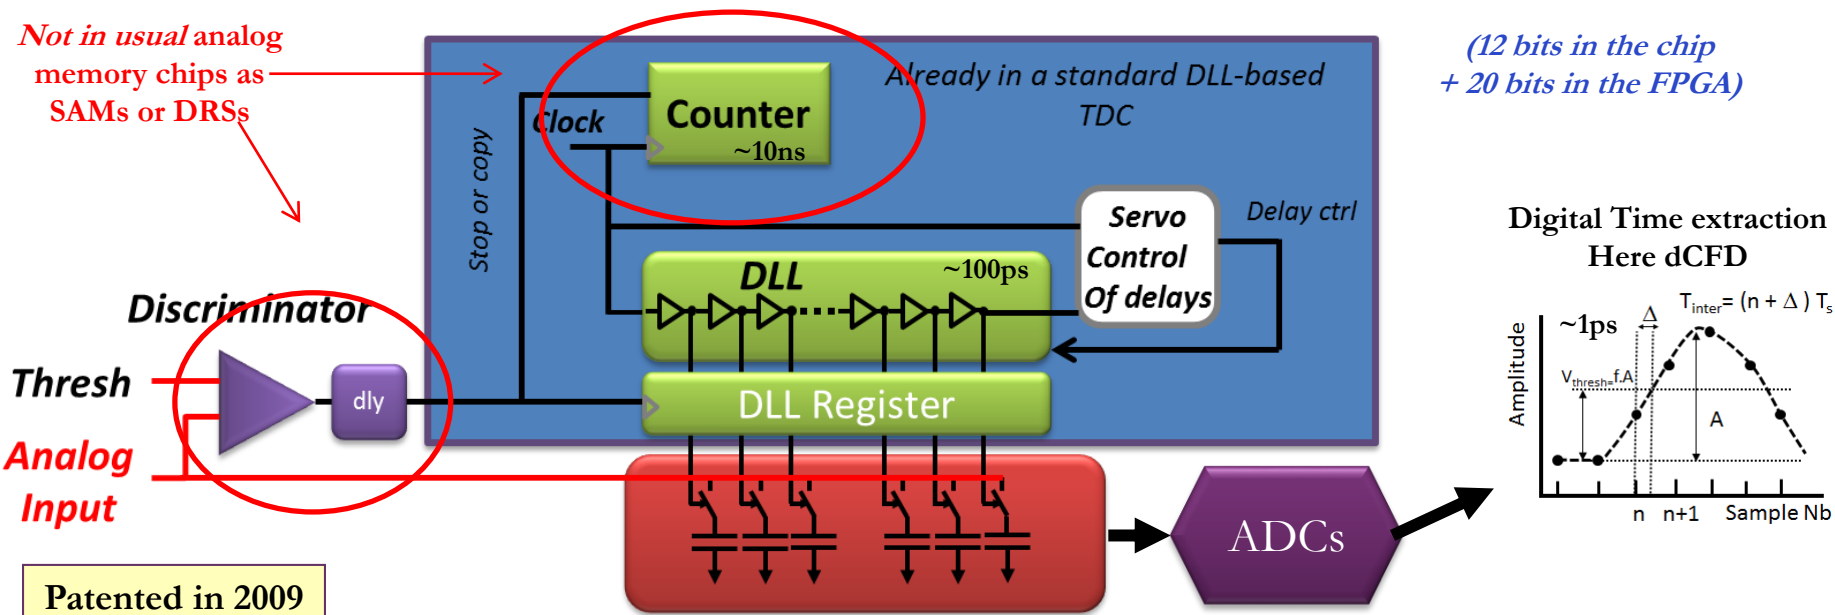 Not in usual analog
memory chips as
SAMs or DRSs
Already in a standard DLL-based
TDC
(12 bits in the chip
+ 20 bits in the FPGA)
Stop or copy
Clock
Counter
~10ns
Servo
Control
Of delays
Delay ctrl
DLL
~100ps
Discriminator
Thresh
dly
DLL Register
Analog
Input
ADCs
Patented in 2009
Digital Time extraction
Here dCFD
~1ps
Δ
T_inter= (n + Δ ) T_s
Amplitude
V_thresh=f.A
A
n
n+1
Sample Nb